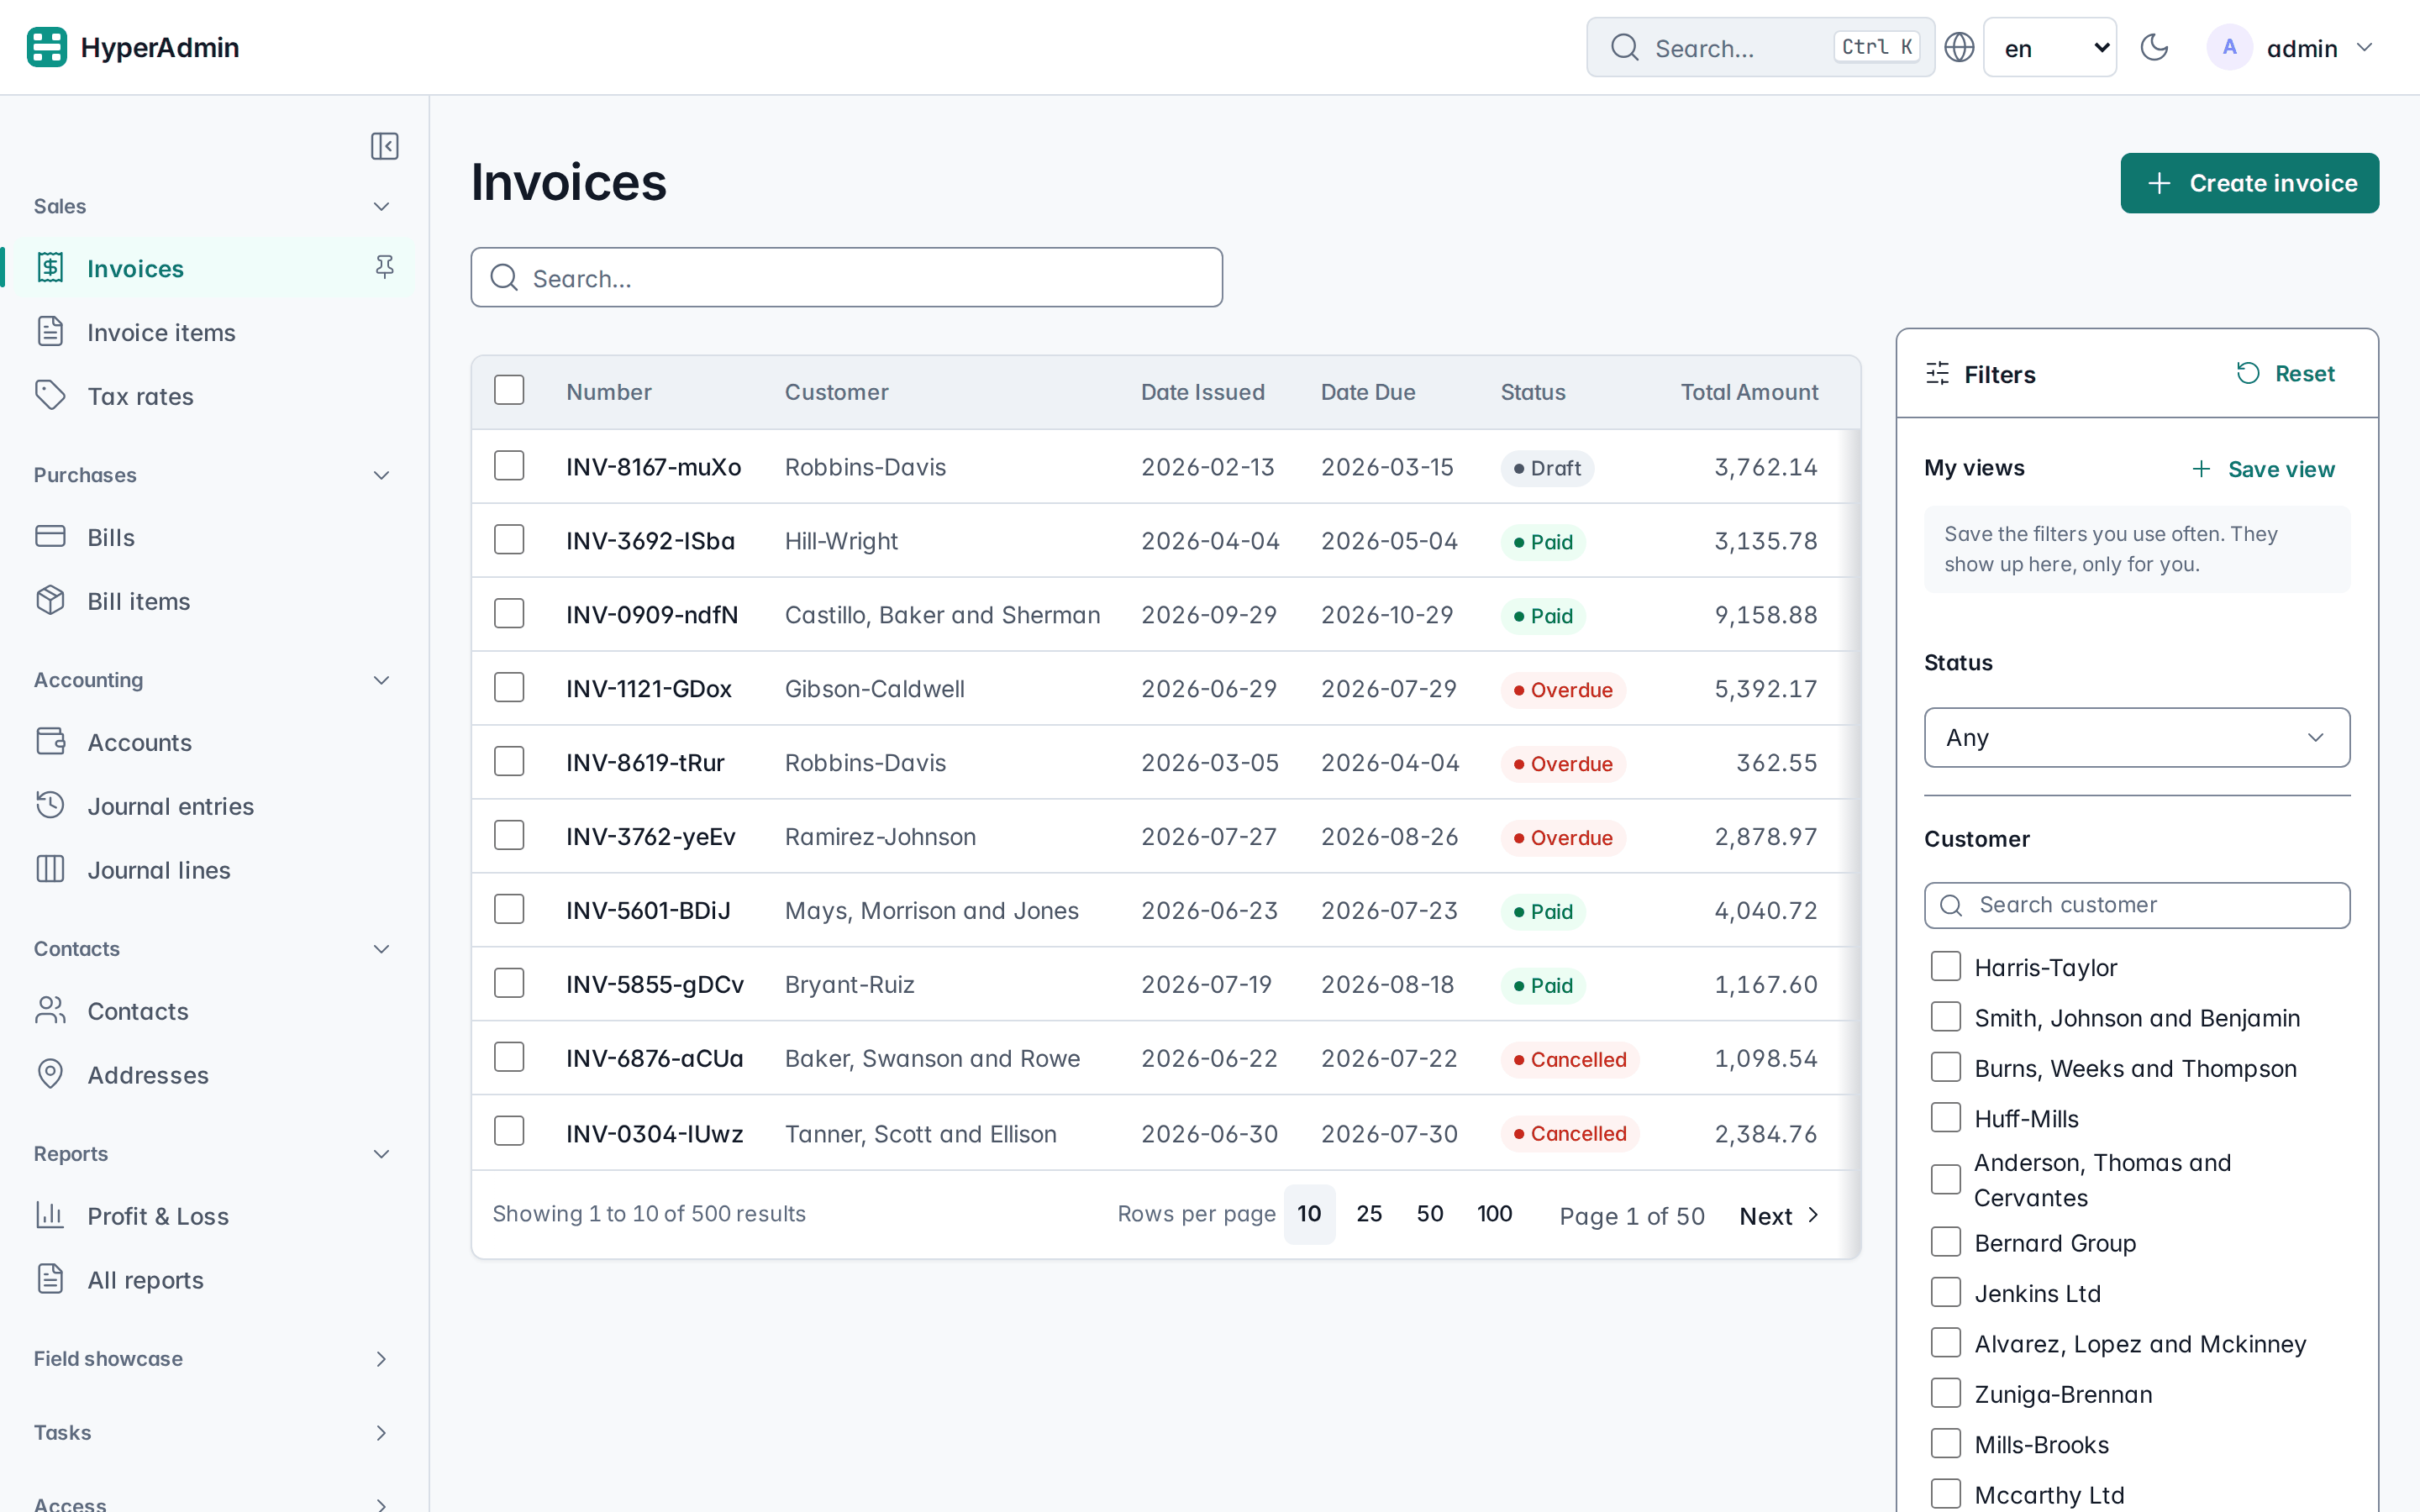 HyperAdmin
Search...
Ctrl K
en
A
admin
Sales
Invoices
Invoice items
Tax rates
Purchases
Bills
Bill items
Accounting
Accounts
Journal entries
Journal lines
Contacts
Contacts
Addresses
Reports
Profit & Loss
All reports
Field showcase
Tasks
Access
Invoices
Create invoice
Search...
Number Customer Date Issued Date Due Status Total Amount
INV-8167-muXo Robbins-Davis 2026-02-13 2026-03-15 Draft 3,762.14
INV-3692-ISba Hill-Wright 2026-04-04 2026-05-04 Paid 3,135.78
INV-0909-ndfN Castillo, Baker and Sherman 2026-09-29 2026-10-29 Paid 9,158.88
INV-1121-GDox Gibson-Caldwell 2026-06-29 2026-07-29 Overdue 5,392.17
INV-8619-tRur Robbins-Davis 2026-03-05 2026-04-04 Overdue 362.55
INV-3762-yeEv Ramirez-Johnson 2026-07-27 2026-08-26 Overdue 2,878.97
INV-5601-BDiJ Mays, Morrison and Jones 2026-06-23 2026-07-23 Paid 4,040.72
INV-5855-gDCv Bryant-Ruiz 2026-07-19 2026-08-18 Paid 1,167.60
INV-6876-aCUa Baker, Swanson and Rowe 2026-06-22 2026-07-22 Cancelled 1,098.54
INV-0304-IUwz Tanner, Scott and Ellison 2026-06-30 2026-07-30 Cancelled 2,384.76
Showing 1 to 10 of 500 results
Rows per page 10 25 50 100
Page 1 of 50
Next
Filters
Reset
My views
Save view
Save the filters you use often. They
show up here, only for you.
Status
Any
Customer
Search customer
Harris-Taylor
Smith, Johnson and Benjamin
Burns, Weeks and Thompson
Huff-Mills
Anderson, Thomas and
Cervantes
Bernard Group
Jenkins Ltd
Alvarez, Lopez and Mckinney
Zuniga-Brennan
Mills-Brooks
Mccarthy Ltd